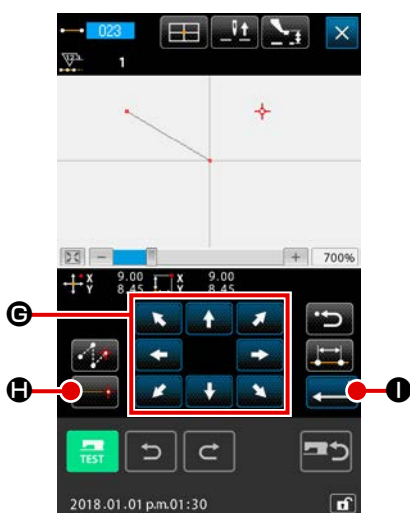 023
1
− + 700%
X 9.00 X 9.00
Y 8.45 Y 8.45
G
H I
TEST
2018.01.01 p.m.01:30